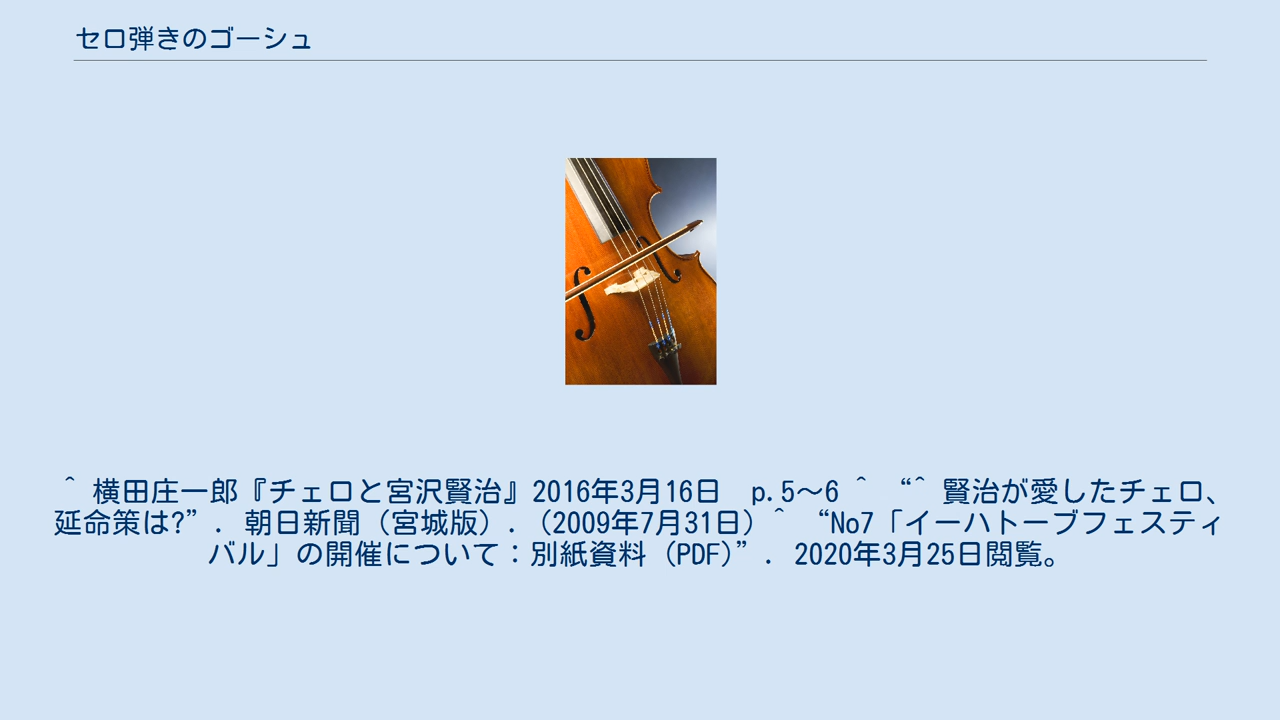 セロ弾きのゴーシュ
^ 横田庄一郎『チェロと宮沢賢治』2016年3月16日　p.5〜6 ^ “^ 賢治が愛したチェロ、
延命策は?”. 朝日新聞（宮城版）. （2009年7月31日） ^ “No7「イーハトーブフェスティ
バル」の開催について：別紙資料（PDF）”. 2020年3月25日閲覧。